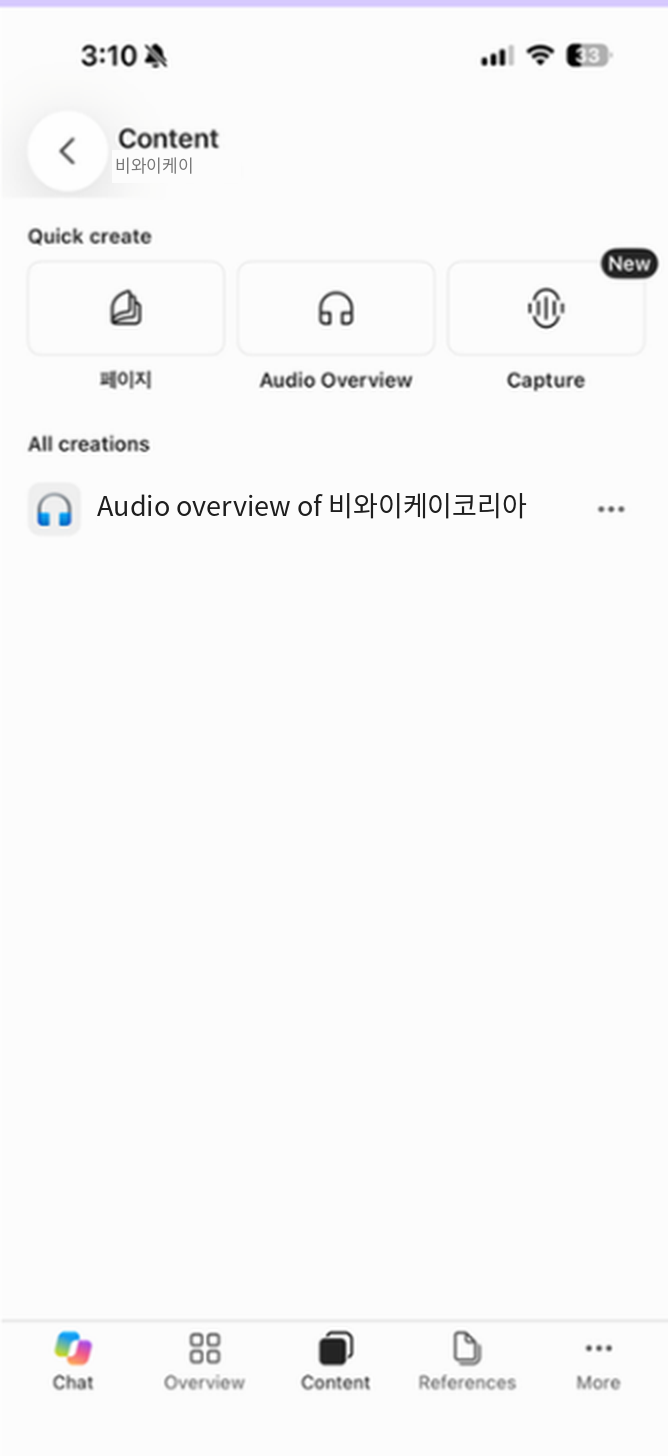 3:10
33
Content
비와이케이
Quick create
New
페이지
Audio Overview
Capture
All creations
Audio overview of 비와이케이코리아
Chat
Overview
Content
References
More